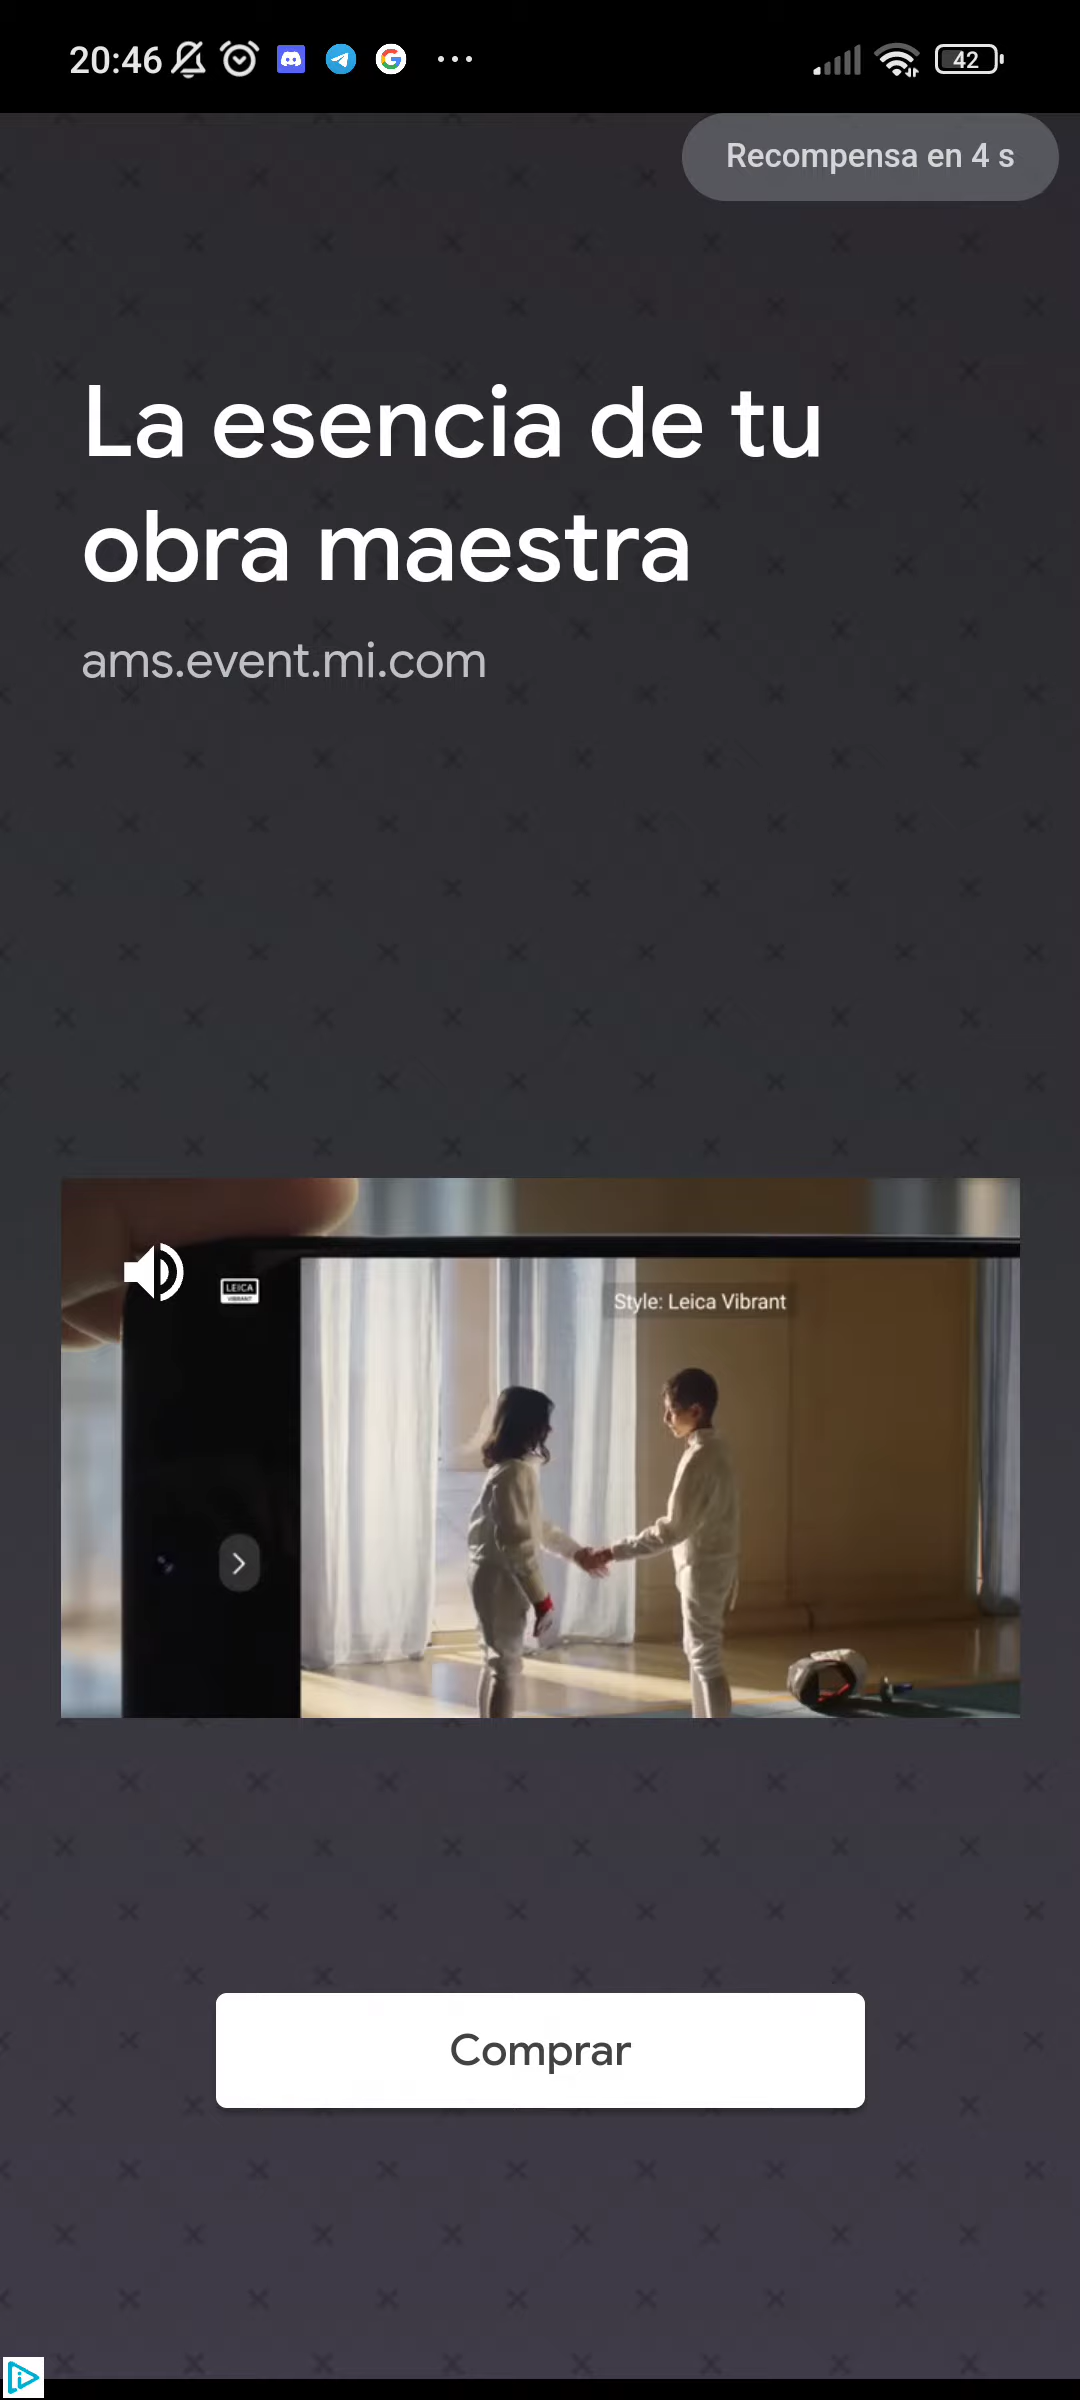 20:46
42
Recompensa en 4 s
La esencia de tu
obra maestra
ams.event.mi.com
LEICA
VIBRANT
Style: Leica Vibrant
Comprar